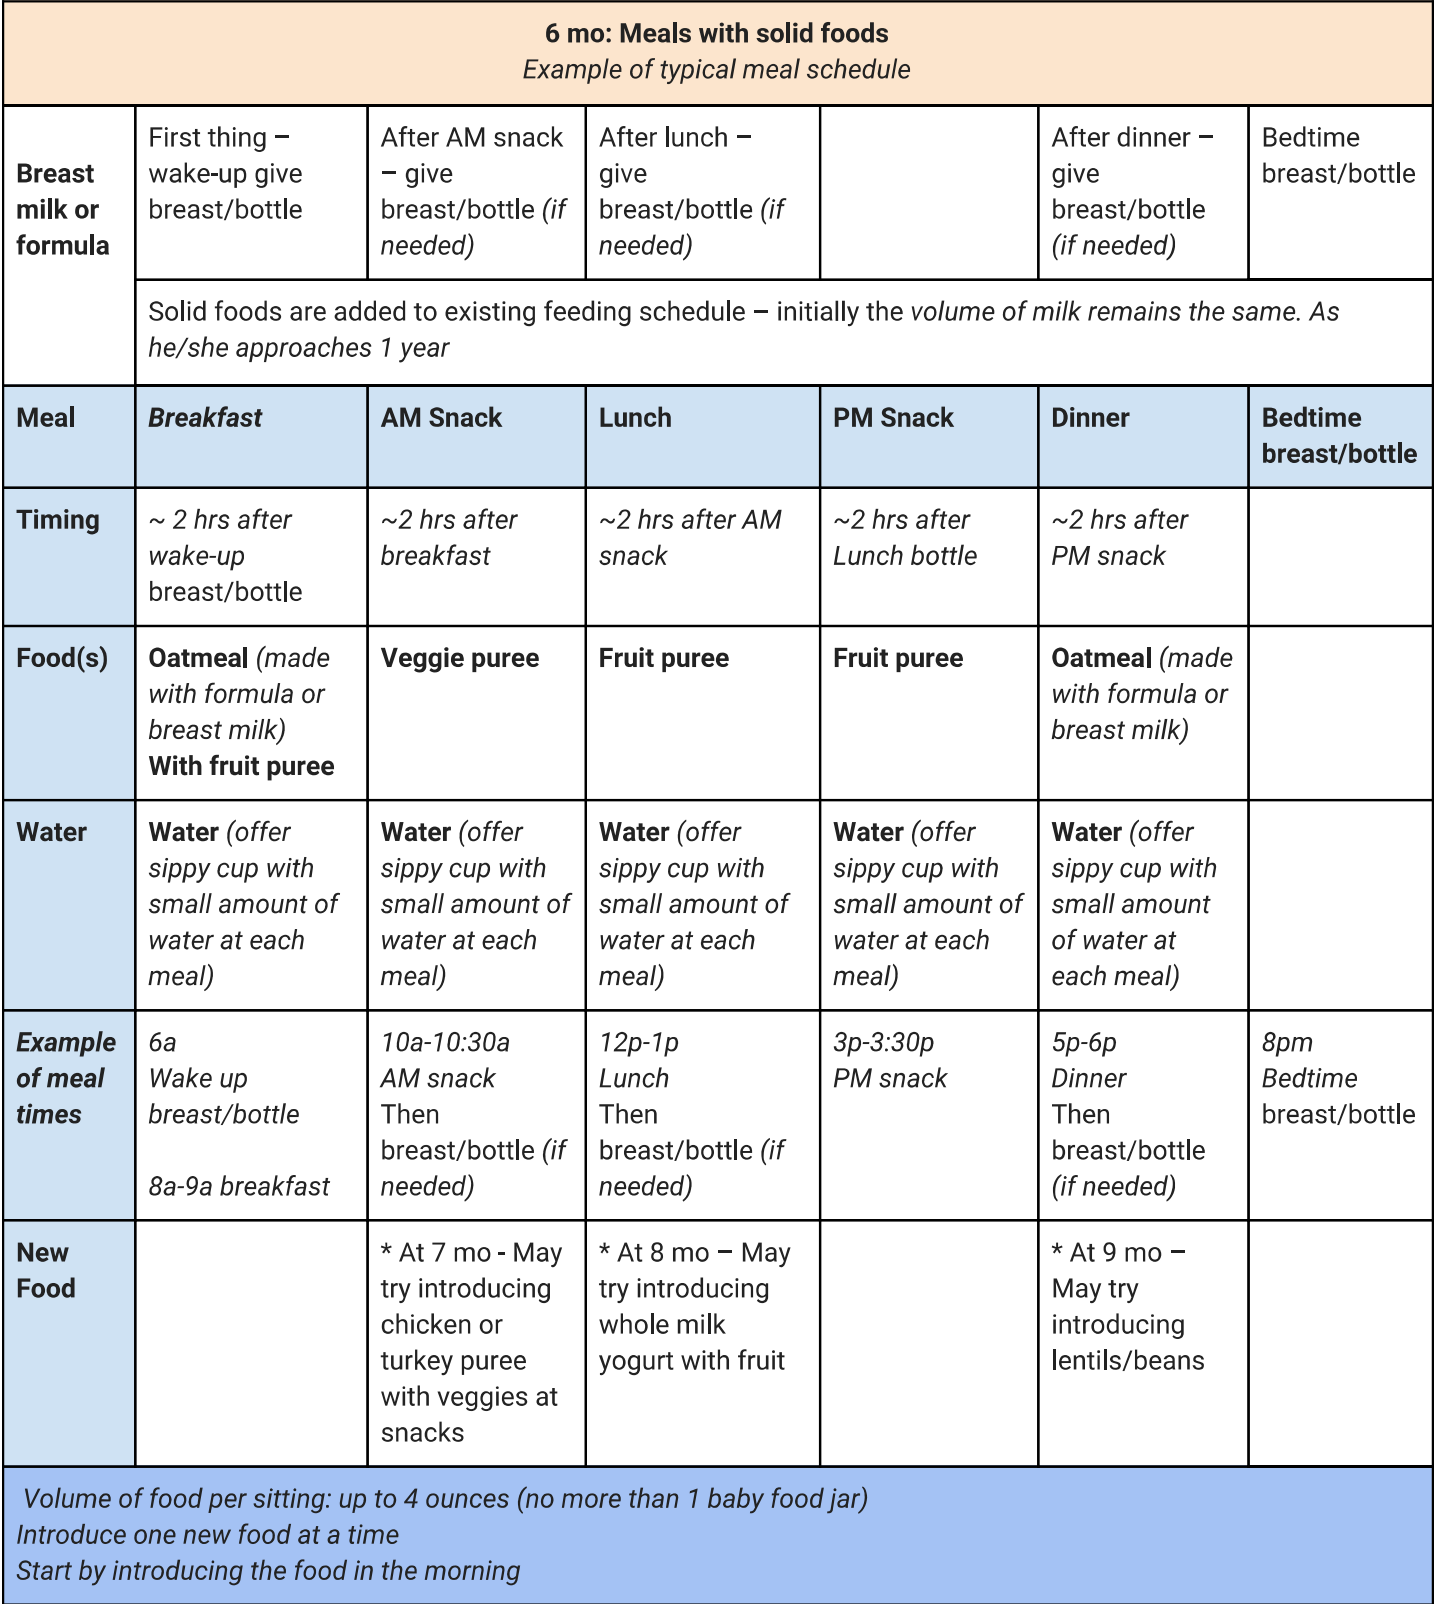 6 mo: Meals with solid foods
Example of typical meal schedule
Breast
milk or
formula
First thing –
wake-up give
breast/bottle
After AM snack
– give
breast/bottle (if
needed)
After lunch –
give
breast/bottle (if
needed)
After dinner –
give
breast/bottle
(if needed)
Bedtime
breast/bottle
Solid foods are added to existing feeding schedule – initially the volume of milk remains the same. As
he/she approaches 1 year
Meal
Breakfast
AM Snack
Lunch
PM Snack
Dinner
Bedtime
breast/bottle
Timing
~ 2 hrs after
wake-up
breast/bottle
~2 hrs after
breakfast
~2 hrs after AM
snack
~2 hrs after
Lunch bottle
~2 hrs after
PM snack
Food(s)
Oatmeal (made
with formula or
breast milk)
With fruit puree
Veggie puree
Fruit puree
Fruit puree
Oatmeal (made
with formula or
breast milk)
Water
Water (offer
sippy cup with
small amount of
water at each
meal)
Water (offer
sippy cup with
small amount of
water at each
meal)
Water (offer
sippy cup with
small amount of
water at each
meal)
Water (offer
sippy cup with
small amount of
water at each
meal)
Water (offer
sippy cup with
small amount
of water at
each meal)
Example
of meal
times
6a
Wake up
breast/bottle
8a-9a breakfast
10a-10:30a
AM snack
Then
breast/bottle (if
needed)
12p-1p
Lunch
Then
breast/bottle (if
needed)
3p-3:30p
PM snack
5p-6p
Dinner
Then
breast/bottle
(if needed)
8pm
Bedtime
breast/bottle
New
Food
* At 7 mo - May
try introducing
chicken or
turkey puree
with veggies at
snacks
* At 8 mo – May
try introducing
whole milk
yogurt with fruit
* At 9 mo –
May try
introducing
lentils/beans
Volume of food per sitting: up to 4 ounces (no more than 1 baby food jar)
Introduce one new food at a time
Start by introducing the food in the morning